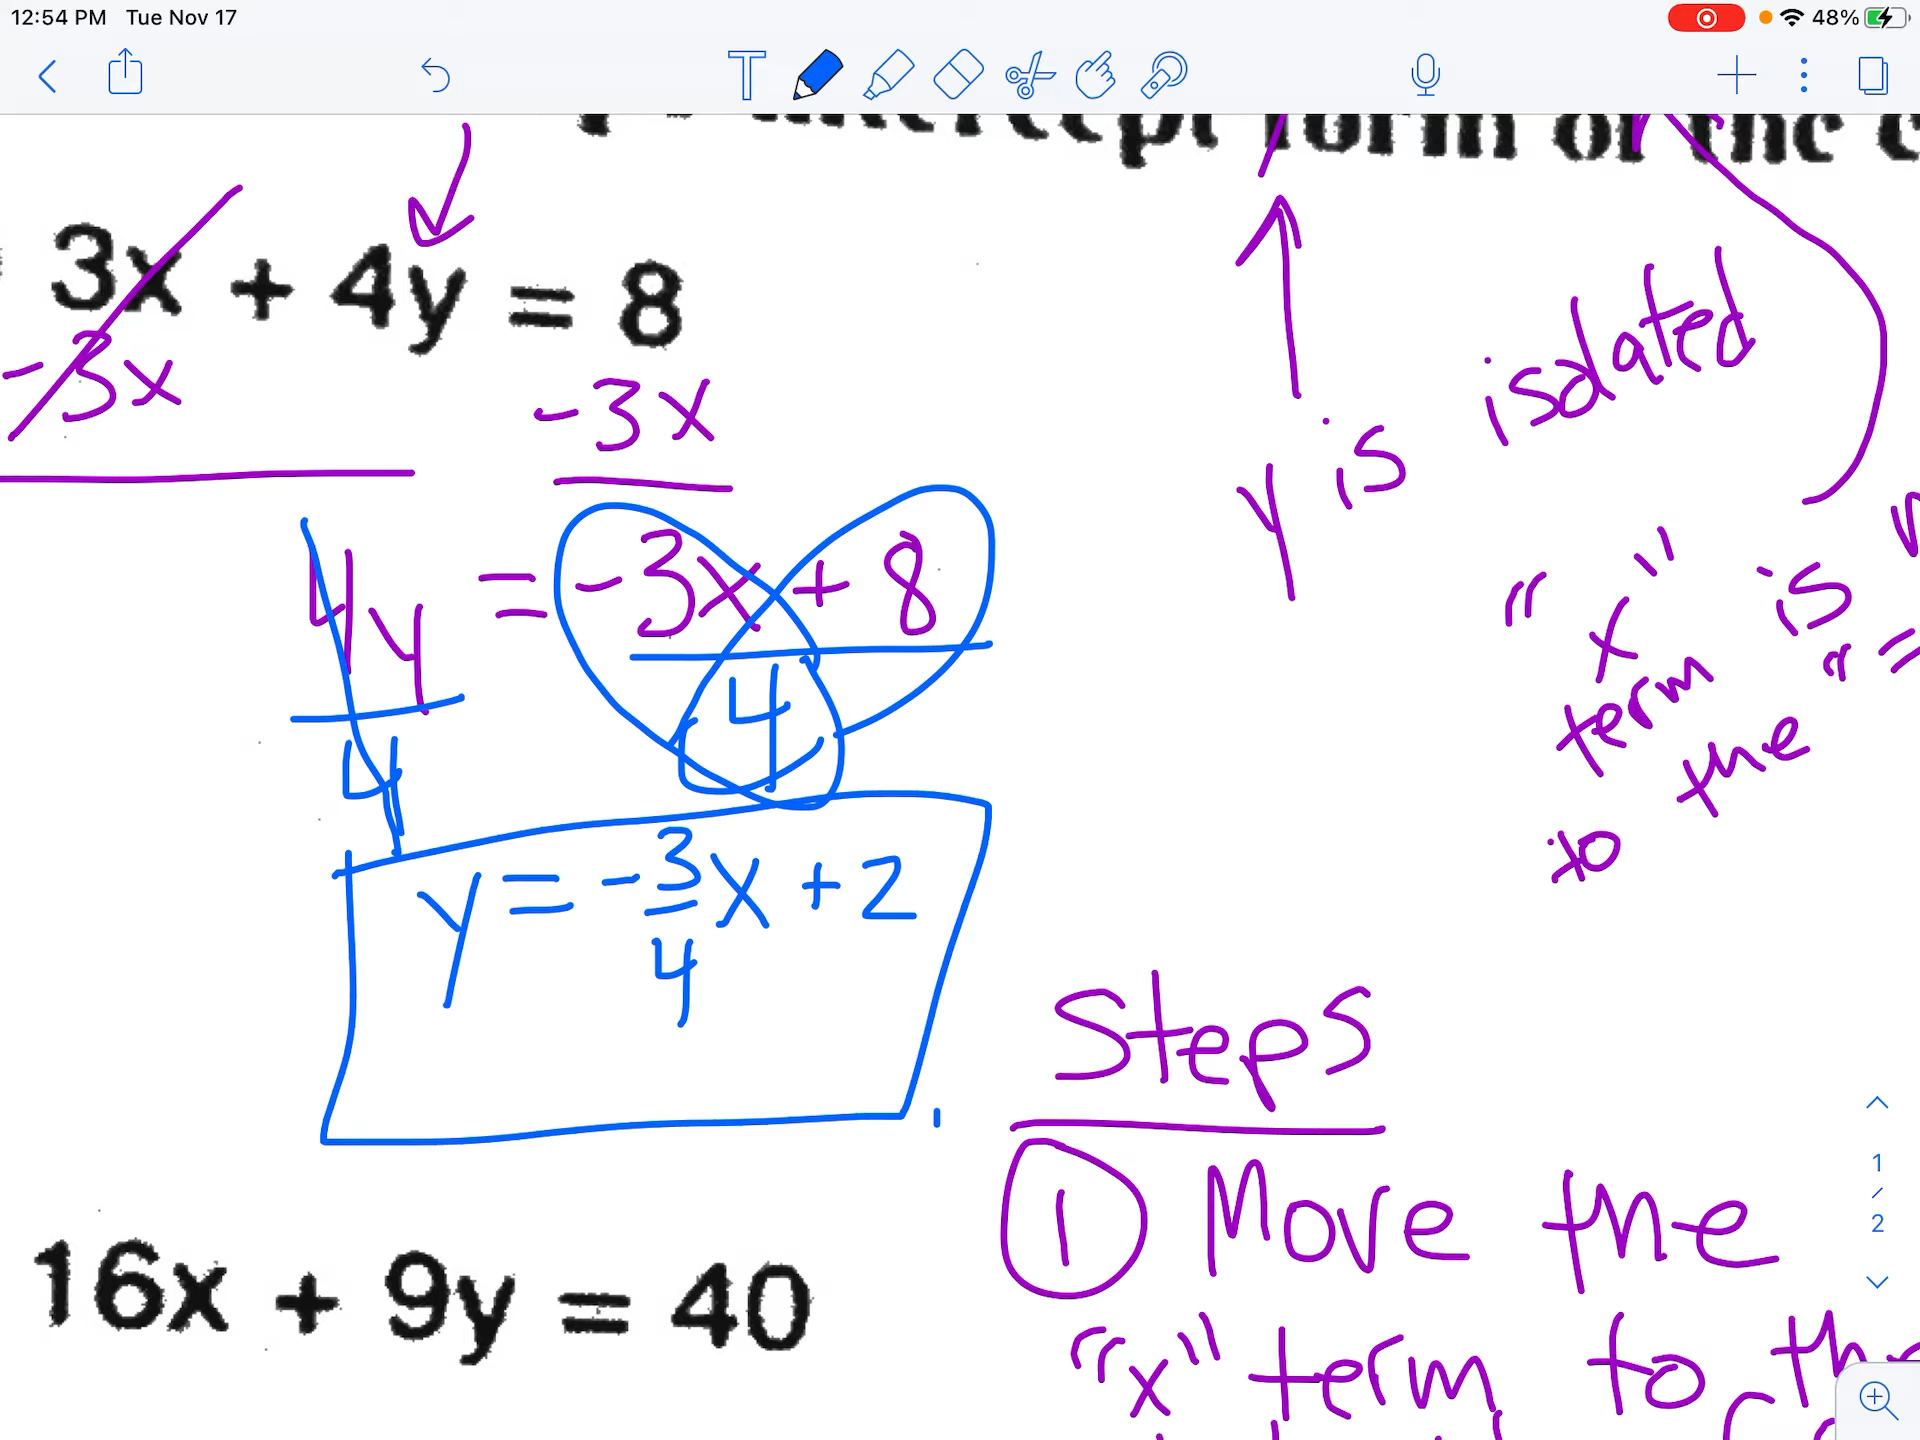 12:54 PM Tue Nov 17
48%
intercept form of the
3x + 4y = 8
-3x -3x
4y = -3x + 8
4 4
y = -3/4 x + 2
y is isolated
"x" is
term "=
to the
Steps
① Move the
"x" term to the
16x + 9y = 40
1 / 2